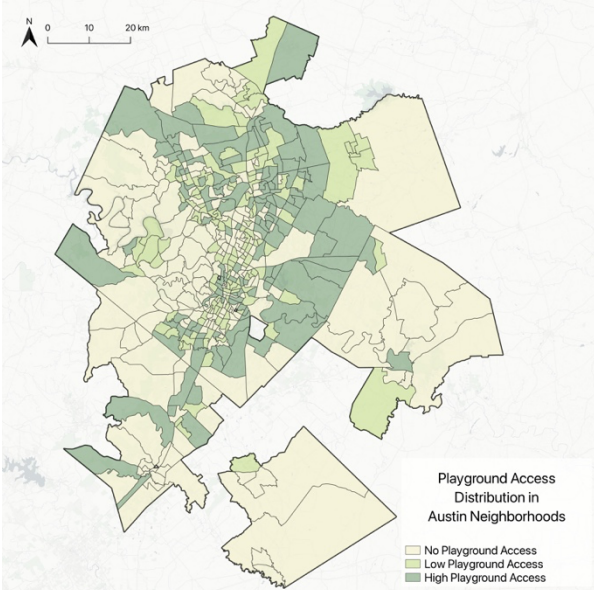 N
0 10 20 km
Playground Access
Distribution in
Austin Neighborhoods
No Playground Access
Low Playground Access
High Playground Access